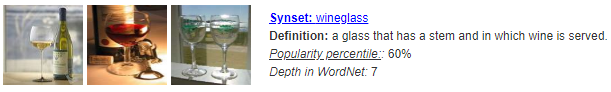 Synset: wineglass
Definition: a glass that has a stem and in which wine is served.
Popularity percentile:: 60%
Depth in WordNet: 7